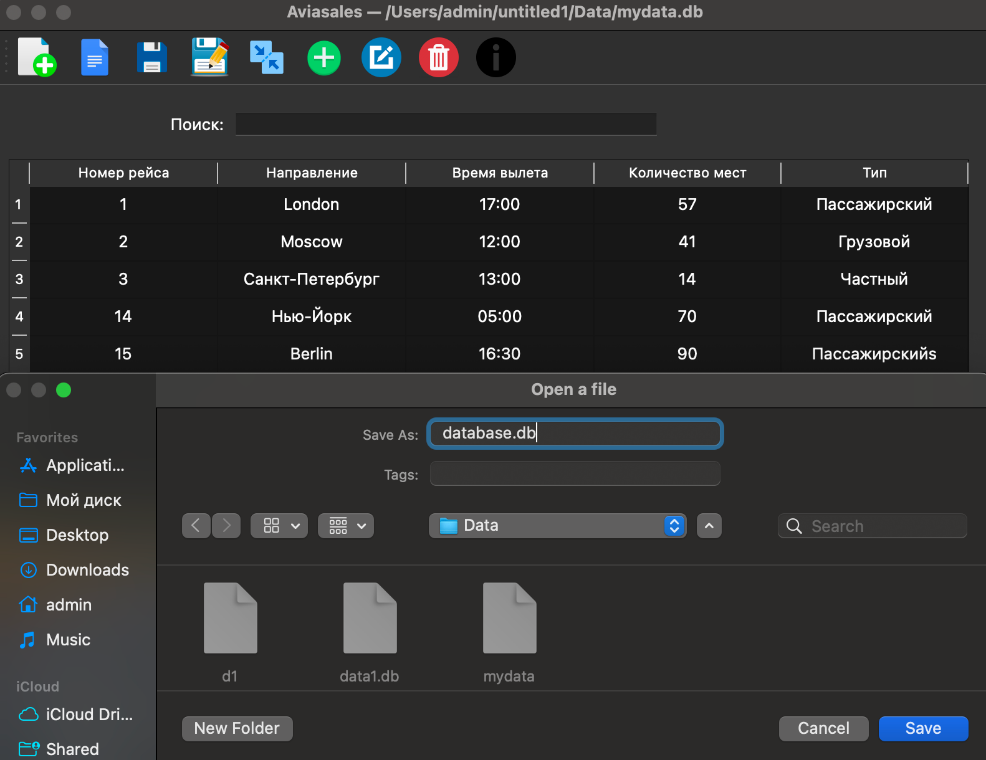 Aviasales — /Users/admin/untitled1/Data/mydata.db
Поиск:
Номер рейса Направление Время вылета Количество мест Тип
1 1 London 17:00 57 Пассажирский
2 2 Moscow 12:00 41 Грузовой
3 3 Санкт-Петербург 13:00 14 Частный
4 14 Нью-Йорк 05:00 70 Пассажирский
5 15 Berlin 16:30 90 Пассажирскийs
Open a file
Save As: database.db
Tags:
Data
Search
d1 data1.db mydata
New Folder Cancel Save
Favorites
Applicati...
Мой диск
Desktop
Downloads
admin
Music
iCloud
iCloud Dri...
Shared